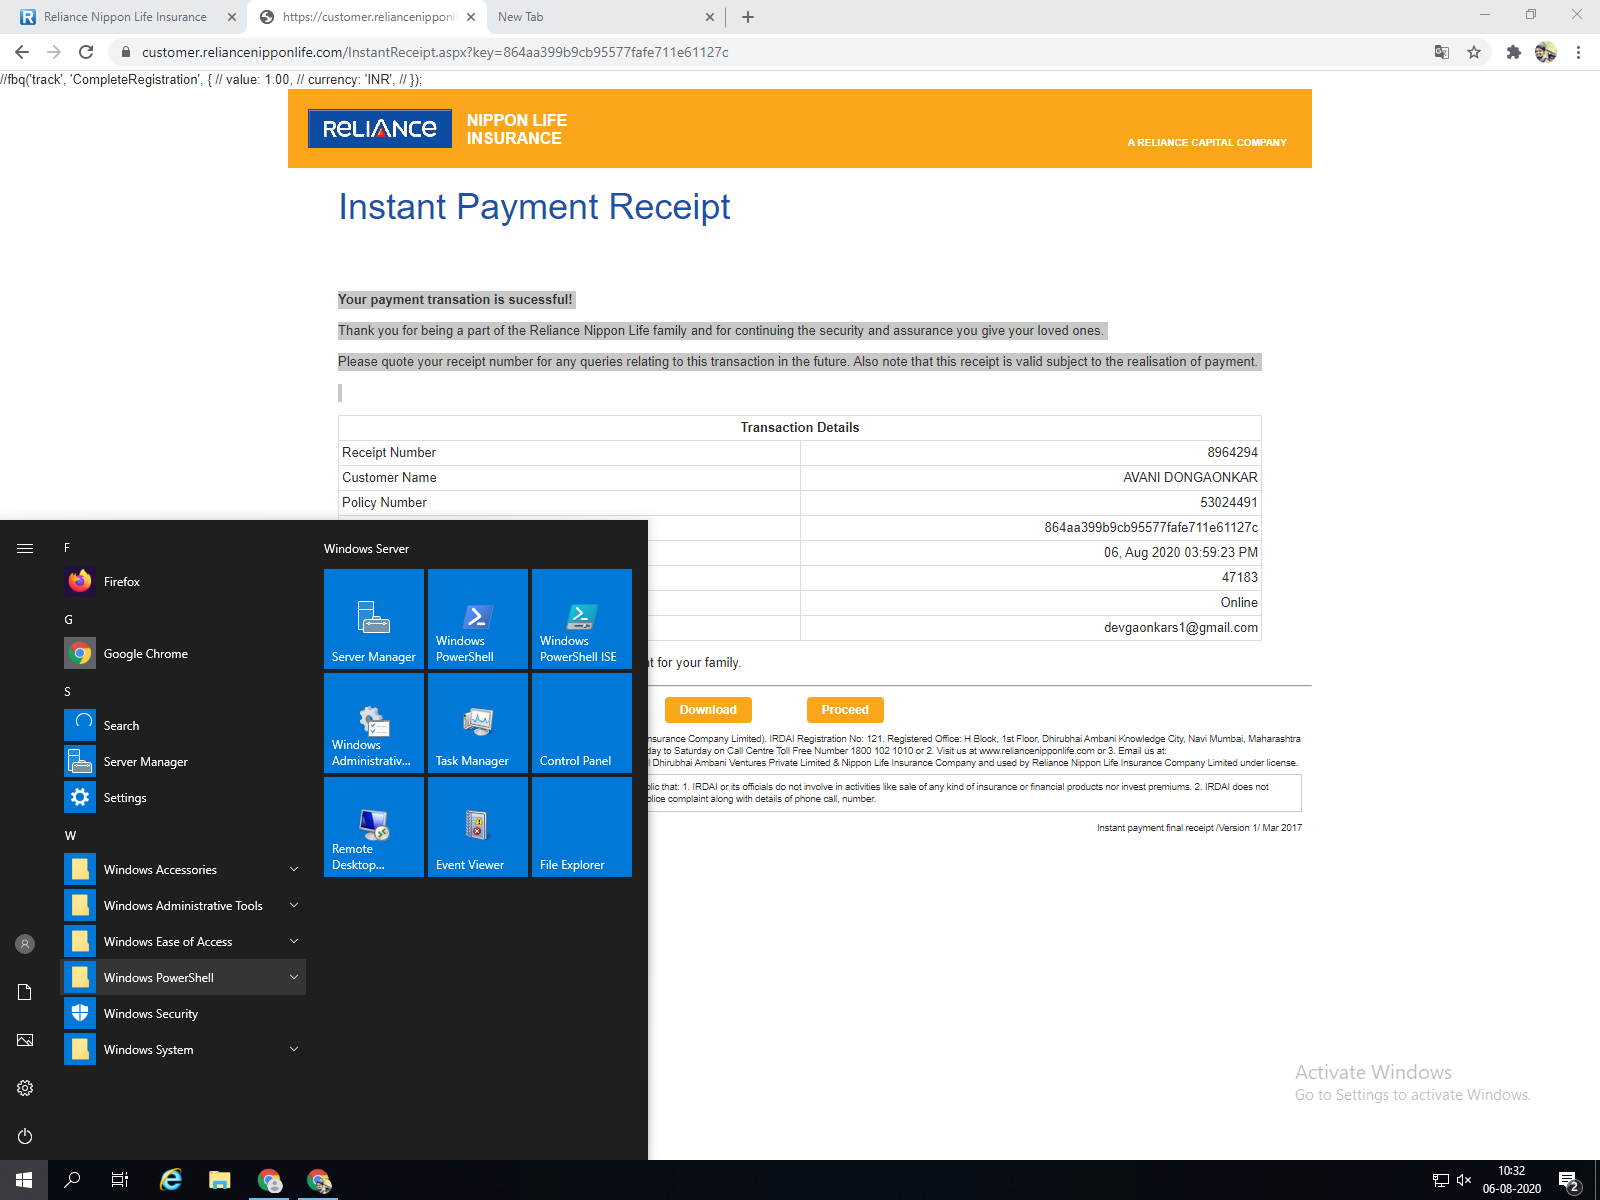 Reliance Nippon Life Insurance
https://customer.reliancenipponl
New Tab
customer.reliancenipponlife.com/InstantReceipt.aspx?key=864aa399b9cb95577fafe711e61127c
//fbq('track', 'CompleteRegistration', { // value: 1.00, // currency: 'INR', // });
RELIANCE
NIPPON LIFE
INSURANCE
A RELIANCE CAPITAL COMPANY
Instant Payment Receipt
Your payment transation is sucessful!
Thank you for being a part of the Reliance Nippon Life family and for continuing the security and assurance you give your loved ones.
Please quote your receipt number for any queries relating to this transaction in the future. Also note that this receipt is valid subject to the realisation of payment.
Transaction Details
Receipt Number 8964294
Customer Name AVANI DONGAONKAR
Policy Number 53024491
864aa399b9cb95577fafe711e61127c
06, Aug 2020 03:59:23 PM
47183
Online
devgaonkars1@gmail.com
for your family.
Download
Proceed
nsurance Company Limited). IRDAI Registration No: 121. Registered Office: H Block, 1st Floor, Dhirubhai Ambani Knowledge City, Navi Mumbai, Maharashtra
day to Saturday on Call Centre Toll Free Number 1800 102 1010 or 2. Visit us at www.reliancenipponlife.com or 3. Email us at:
Dhirubhai Ambani Ventures Private Limited & Nippon Life Insurance Company and used by Reliance Nippon Life Insurance Company Limited under license.
blic that: 1. IRDAI or its officials do not involve in activities like sale of any kind of insurance or financial products nor invest premiums. 2. IRDAI does not
olice complaint along with details of phone call, number.
Instant payment final receipt /Version 1/ Mar 2017
F
Firefox
G
Google Chrome
S
Search
Server Manager
Settings
W
Windows Accessories
Windows Administrative Tools
Windows Ease of Access
Windows PowerShell
Windows Security
Windows System
Windows Server
Server Manager
Windows PowerShell
Windows PowerShell ISE
Windows Administrativ...
Task Manager
Control Panel
Remote Desktop...
Event Viewer
File Explorer
Activate Windows
Go to Settings to activate Windows.
10:32
06-08-2020
2